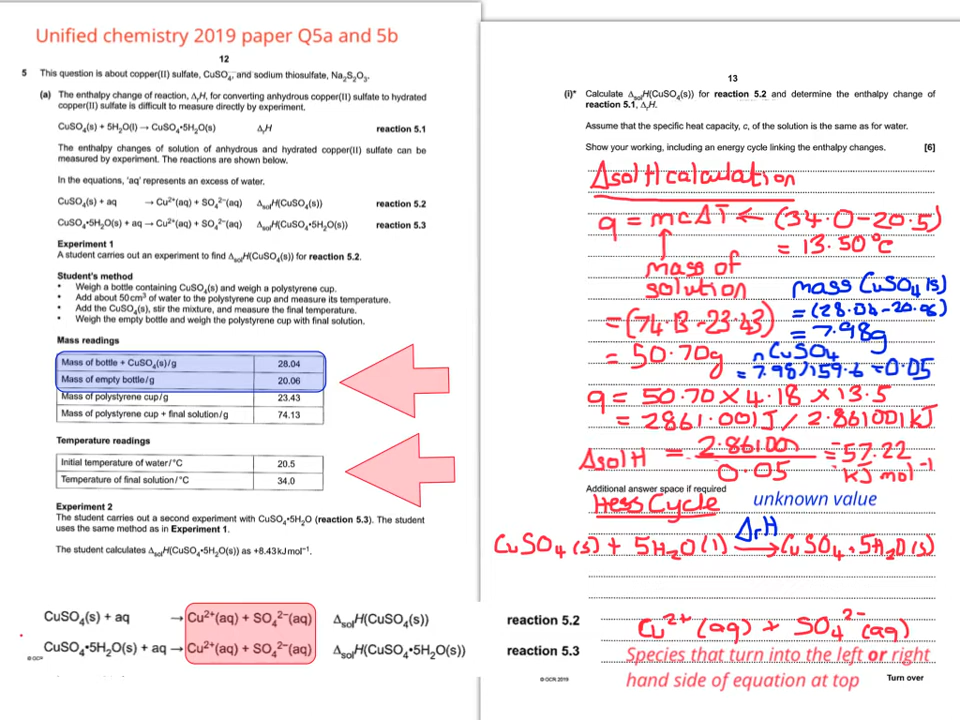 Unified chemistry 2019 paper Q5a and 5b
12
5 This question is about copper(II) sulfate, CuSO₄, and sodium thiosulfate, Na₂S₂O₃.
(a) The enthalpy change of reaction, ΔᵣH, for converting anhydrous copper(II) sulfate to hydrated
copper(II) sulfate is difficult to measure directly by experiment.
CuSO₄(s) + 5H₂O(l) → CuSO₄•5H₂O(s) ΔᵣH reaction 5.1
The enthalpy changes of solution of anhydrous and hydrated copper(II) sulfate can be
measured by experiment. The reactions are shown below.
In the equations, 'aq' represents an excess of water.
CuSO₄(s) + aq → Cu²⁺(aq) + SO₄²⁻(aq) ΔsolH(CuSO₄(s)) reaction 5.2
CuSO₄•5H₂O(s) + aq → Cu²⁺(aq) + SO₄²⁻(aq) ΔsolH(CuSO₄•5H₂O(s)) reaction 5.3
Experiment 1
A student carries out an experiment to find ΔsolH(CuSO₄(s)) for reaction 5.2.
Student's method
• Weigh a bottle containing CuSO₄(s) and weigh a polystyrene cup.
• Add about 50 cm³ of water to the polystyrene cup and measure its temperature.
• Add the CuSO₄(s), stir the mixture, and measure the final temperature.
• Weigh the empty bottle and weigh the polystyrene cup with final solution.
Mass readings
Mass of bottle + CuSO₄(s)/g 28.04
Mass of empty bottle/g 20.06
Mass of polystyrene cup/g 23.43
Mass of polystyrene cup + final solution/g 74.13
Temperature readings
Initial temperature of water/°C 20.5
Temperature of final solution/°C 34.0
Experiment 2
The student carries out a second experiment with CuSO₄•5H₂O (reaction 5.3). The student
uses the same method as in Experiment 1.
The student calculates ΔsolH(CuSO₄•5H₂O(s)) as +8.43 kJ mol⁻¹.
CuSO₄(s) + aq → Cu²⁺(aq) + SO₄²⁻(aq) ΔsolH(CuSO₄(s)) reaction 5.2
CuSO₄•5H₂O(s) + aq → Cu²⁺(aq) + SO₄²⁻(aq) ΔsolH(CuSO₄•5H₂O(s)) reaction 5.3
© OCR
13
(i)* Calculate ΔsolH(CuSO₄(s)) for reaction 5.2 and determine the enthalpy change of
reaction 5.1, ΔᵣH.
Assume that the specific heat capacity, c, of the solution is the same as for water.
Show your working, including an energy cycle linking the enthalpy changes. [6]
Δsol H calculation
q = mcΔT ← (34.0-20.5)
= 13.50°C
mass of
solution
= (74.13-23.43)
= 50.70g
mass CuSO₄(s)
= (28.04-20.06)
= 7.98g
n CuSO₄
= 7.98/159.6 = 0.05
q = 50.70 × 4.18 × 13.5
= 2861.001J / 2.861001kJ
Δsol H = 2.861001 / 0.05 = -57.22
kJ mol⁻¹
Additional answer space if required
Hess Cycle unknown value
ΔrH
CuSO₄(s) + 5H₂O(l) → CuSO₄.5H₂O(s)
Cu²⁺(aq) + SO₄²⁻(aq)
Species that turn into the left or right
hand side of equation at top
© OCR 2019 Turn over